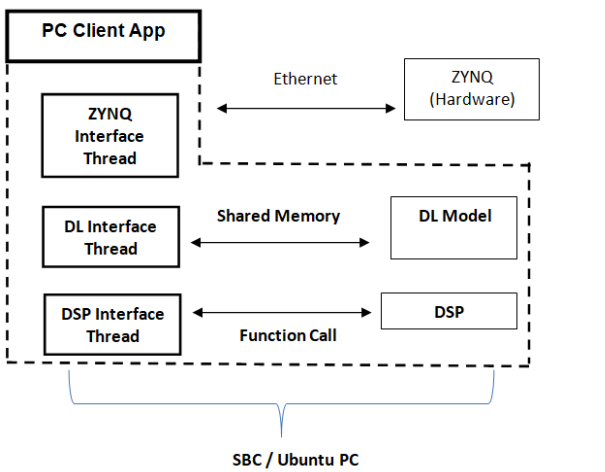 PC Client App
Ethernet
ZYNQ
(Hardware)
ZYNQ
Interface
Thread
DL Interface
Thread
Shared Memory
DL Model
DSP Interface
Thread
Function Call
DSP
SBC / Ubuntu PC